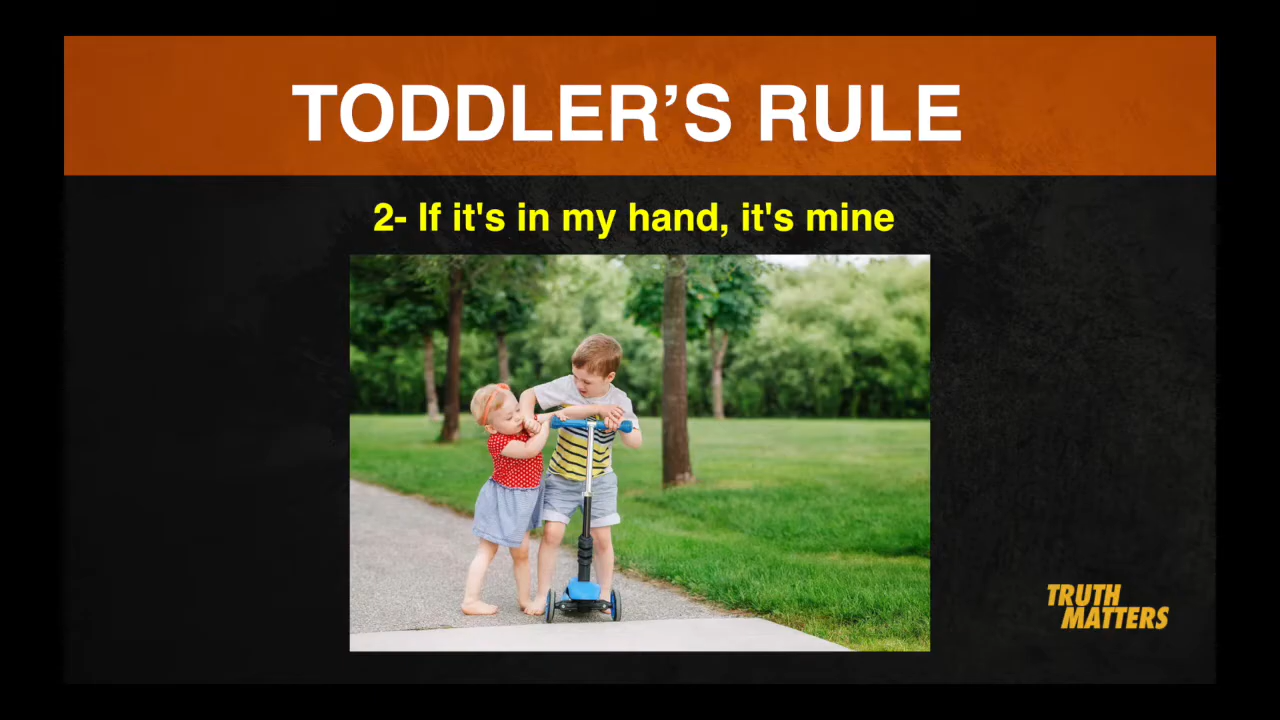 TODDLER’S RULE
2- If it's in my hand, it's mine
TRUTH
MATTERS